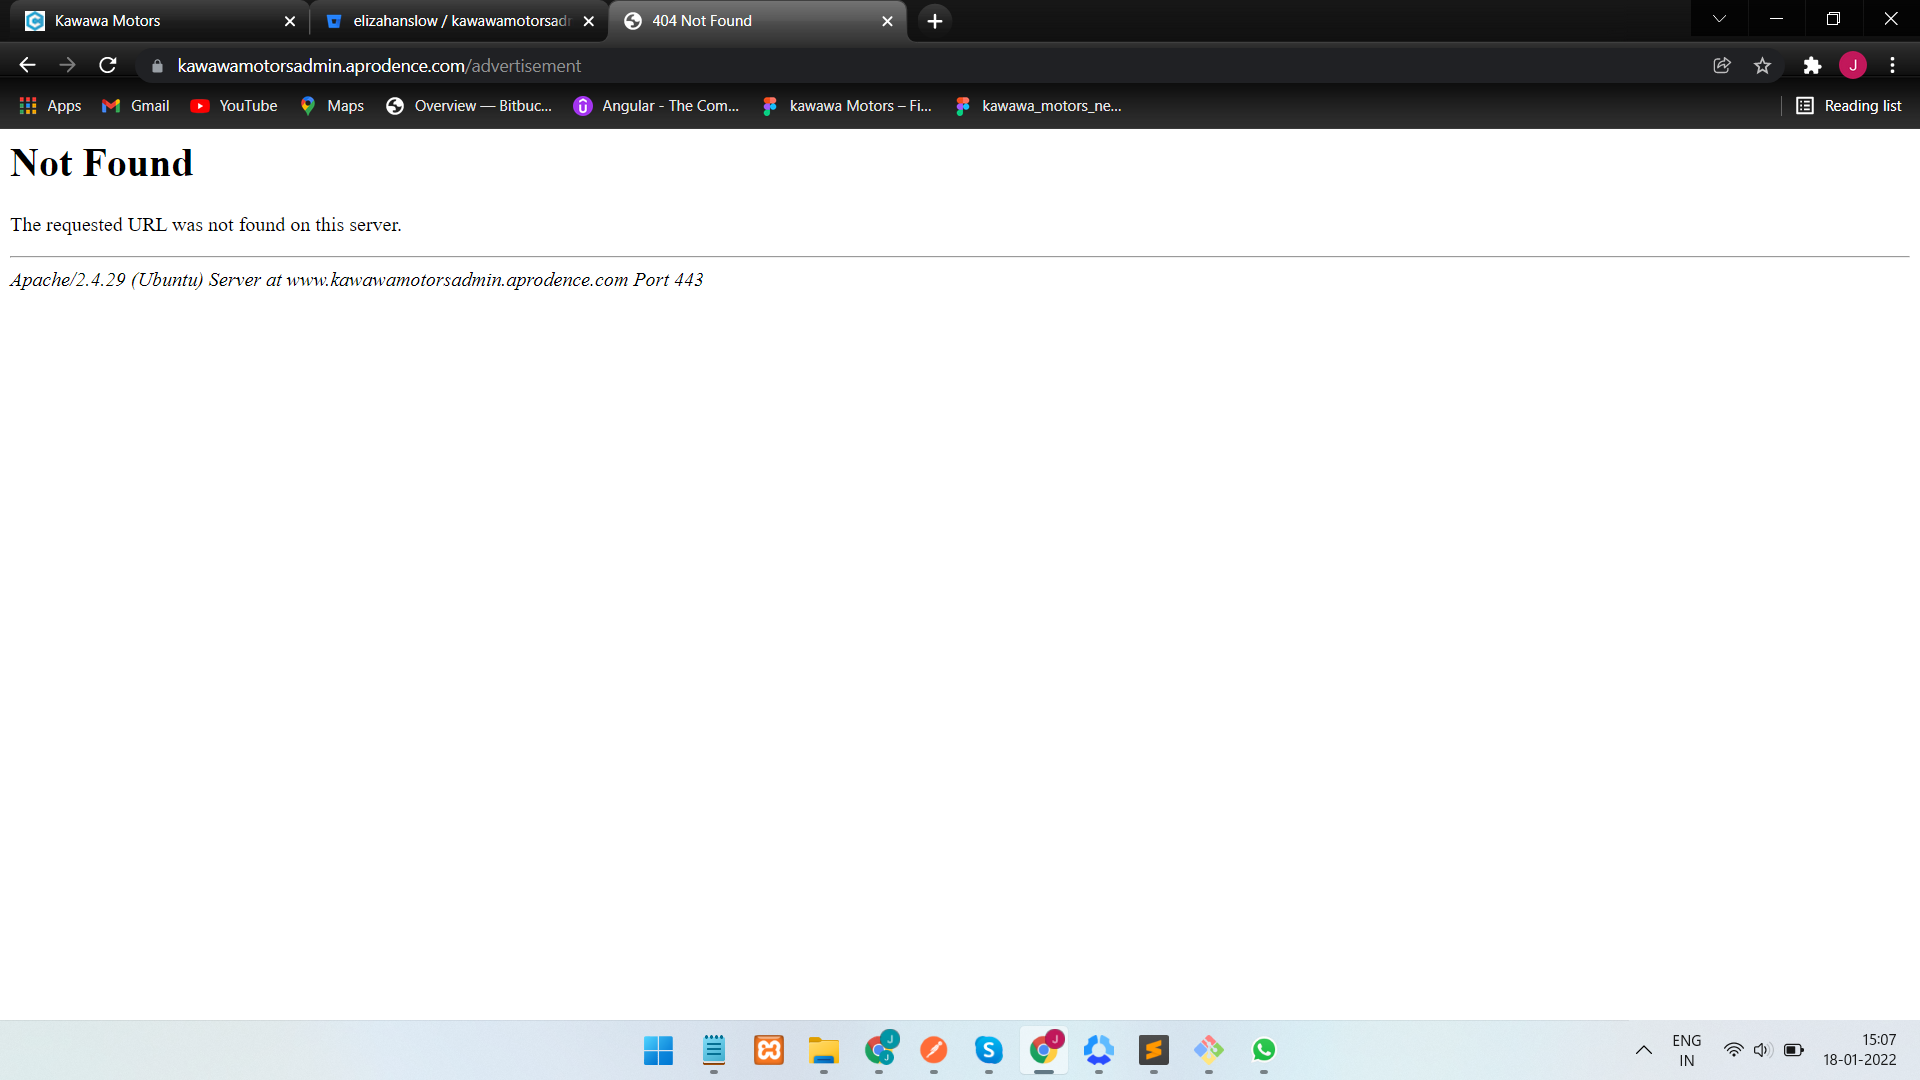 Kawawa Motors
elizahanslow / kawawamotorsadr
404 Not Found
kawawamotorsadmin.aprodence.com/advertisement
J
Apps
Gmail
YouTube
Maps
Overview — Bitbuc...
Angular - The Com...
kawawa Motors – Fi...
kawawa_motors_ne...
Reading list
Not Found
The requested URL was not found on this server.
Apache/2.4.29 (Ubuntu) Server at www.kawawamotorsadmin.aprodence.com Port 443
ENG
IN
15:07
18-01-2022